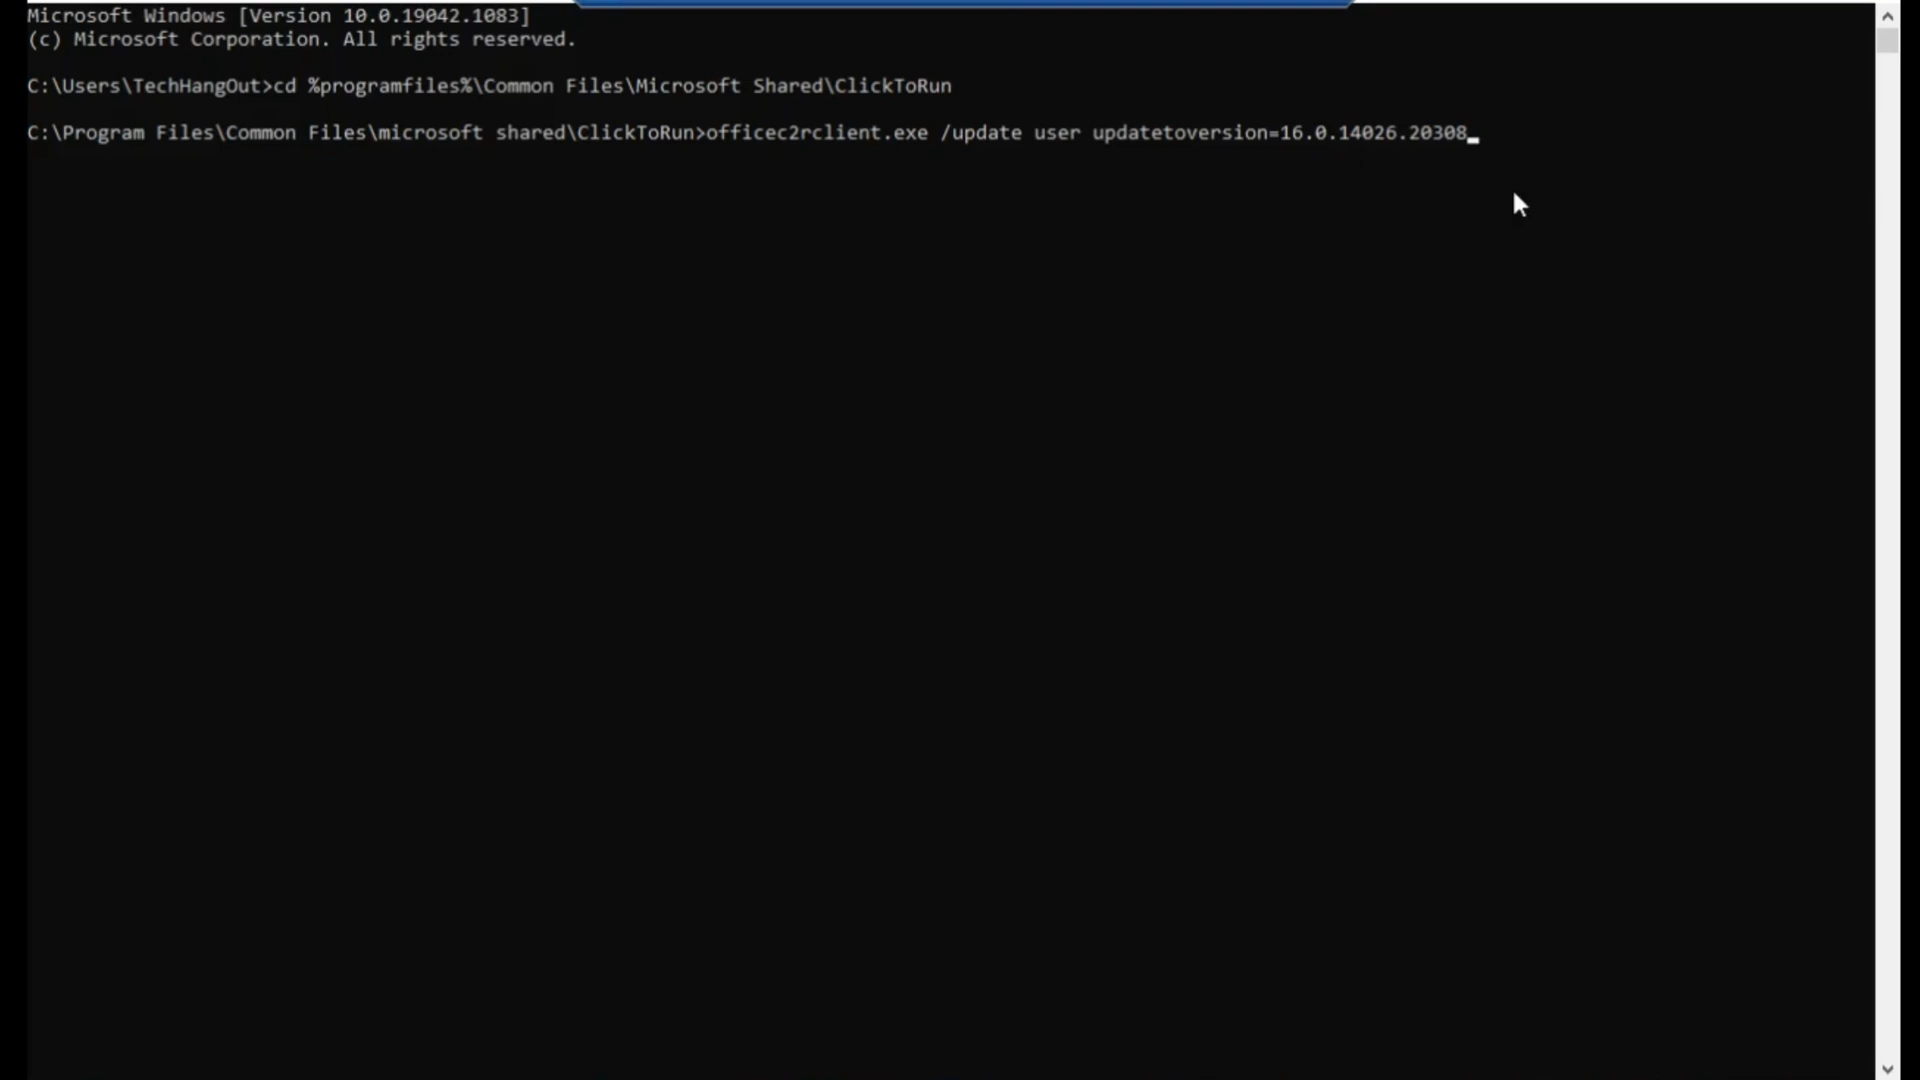 Microsoft Windows [Version 10.0.19042.1083]
(c) Microsoft Corporation. All rights reserved.
C:\Users\TechHangOut>cd %programfiles%\Common Files\Microsoft Shared\ClickToRun
C:\Program Files\Common Files\microsoft shared\ClickToRun>officec2rclient.exe /update user updatetoversion=16.0.14026.20308_